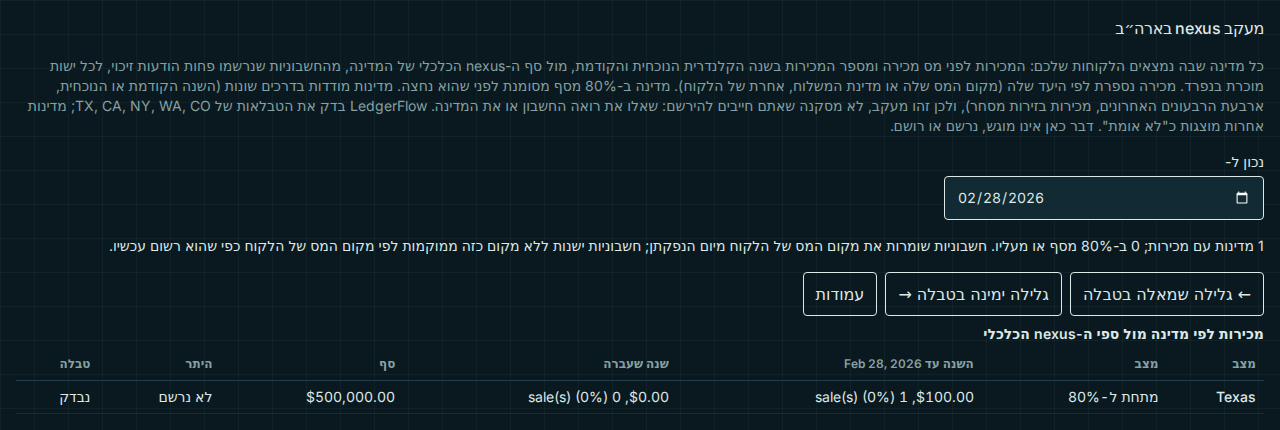 מעקב nexus בארה״ב
כל מדינה שבה נמצאים הלקוחות שלכם: המכירות לפני מס מכירה ומספר המכירות בשנה הקלנדרית הנוכחית והקודמת, מול סף ה-nexus הכלכלי של המדינה, מהחשבוניות שנרשמו פחות הודעות זיכוי, לכל ישות
מוכרת בנפרד. מכירה נספרת לפי היעד שלה (מקום המס שלה או מדינת המשלוח, אחרת של הלקוח). מדינה ב-80% מסף מסומנת לפני שהוא נחצה. מדינות מודדות בדרכים שונות (השנה הקודמת או הנוכחית,
ארבעת הרבעונים האחרונים, מכירות בזירות מסחר), ולכן זהו מעקב, לא מסקנה שאתם חייבים להירשם: שאלו את רואה החשבון או את המדינה. LedgerFlow בדק את הטבלאות של TX, CA, NY, WA, CO; מדינות
אחרות מוצגות כ"לא אומת". דבר כאן אינו מוגש, נרשם או רושם.
נכון ל-
02/28/2026
1 מדינות עם מכירות; 0 ב-80% מסף או מעליו. חשבוניות שומרות את מקום המס של הלקוח מיום הנפקתן; חשבוניות ישנות ללא מקום כזה ממוקמות לפי מקום המס של הלקוח כפי שהוא רשום עכשיו.
← גלילה שמאלה בטבלה גלילה ימינה בטבלה → עמודות
מכירות לפי מדינה מול ספי ה-nexus הכלכלי
מצב מצב השנה עד Feb 28, 2026 שנה שעברה סף היתר טבלה
Texas מתחת ל-80% $100.00, 1 sale(s) (0%) $0.00, 0 sale(s) (0%) $500,000.00 לא נרשם נבדק